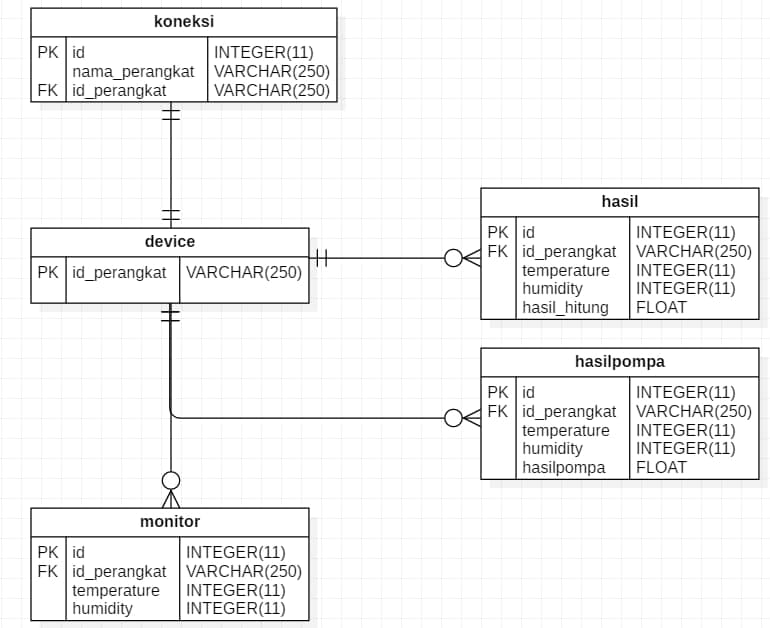 koneksi
PK id INTEGER(11)
nama_perangkat VARCHAR(250)
FK id_perangkat VARCHAR(250)
device
PK id_perangkat VARCHAR(250)
hasil
PK id INTEGER(11)
FK id_perangkat VARCHAR(250)
temperature INTEGER(11)
humidity INTEGER(11)
hasil_hitung FLOAT
hasilpompa
PK id INTEGER(11)
FK id_perangkat VARCHAR(250)
temperature INTEGER(11)
humidity INTEGER(11)
hasilpompa FLOAT
monitor
PK id INTEGER(11)
FK id_perangkat VARCHAR(250)
temperature INTEGER(11)
humidity INTEGER(11)